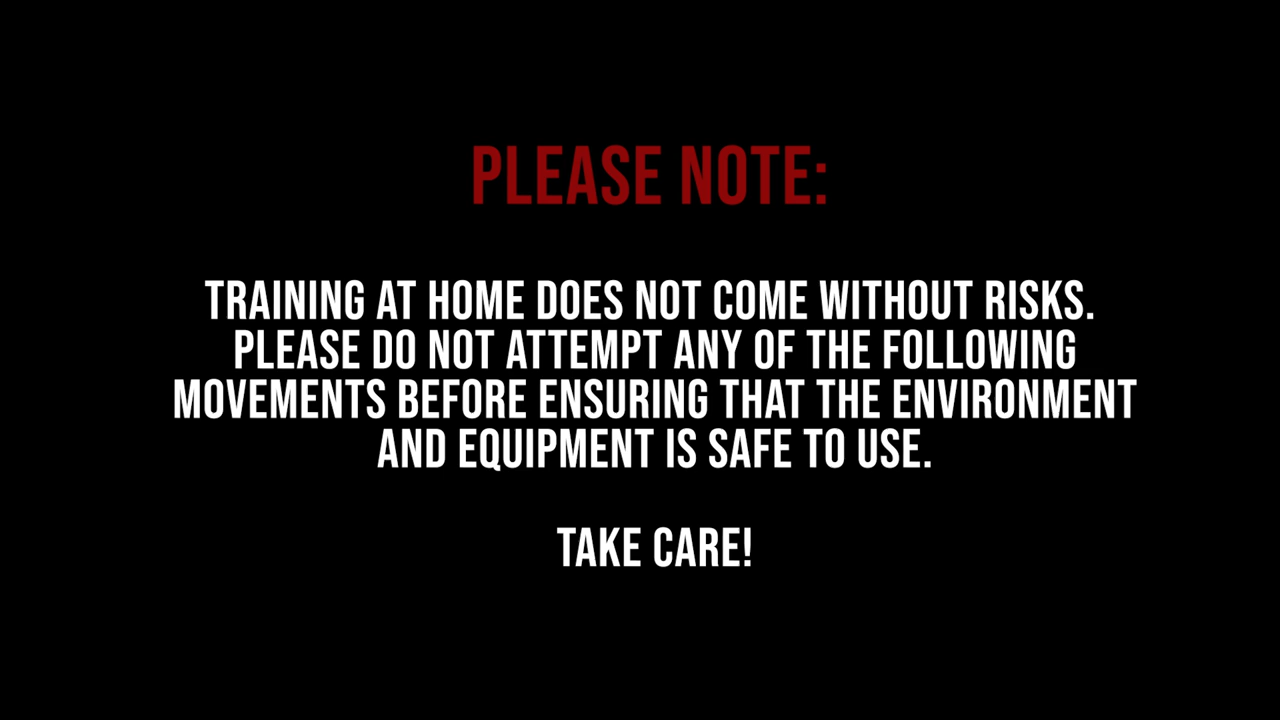 PLEASE NOTE:
TRAINING AT HOME DOES NOT COME WITHOUT RISKS.
PLEASE DO NOT ATTEMPT ANY OF THE FOLLOWING
MOVEMENTS BEFORE ENSURING THAT THE ENVIRONMENT
AND EQUIPMENT IS SAFE TO USE.
TAKE CARE!